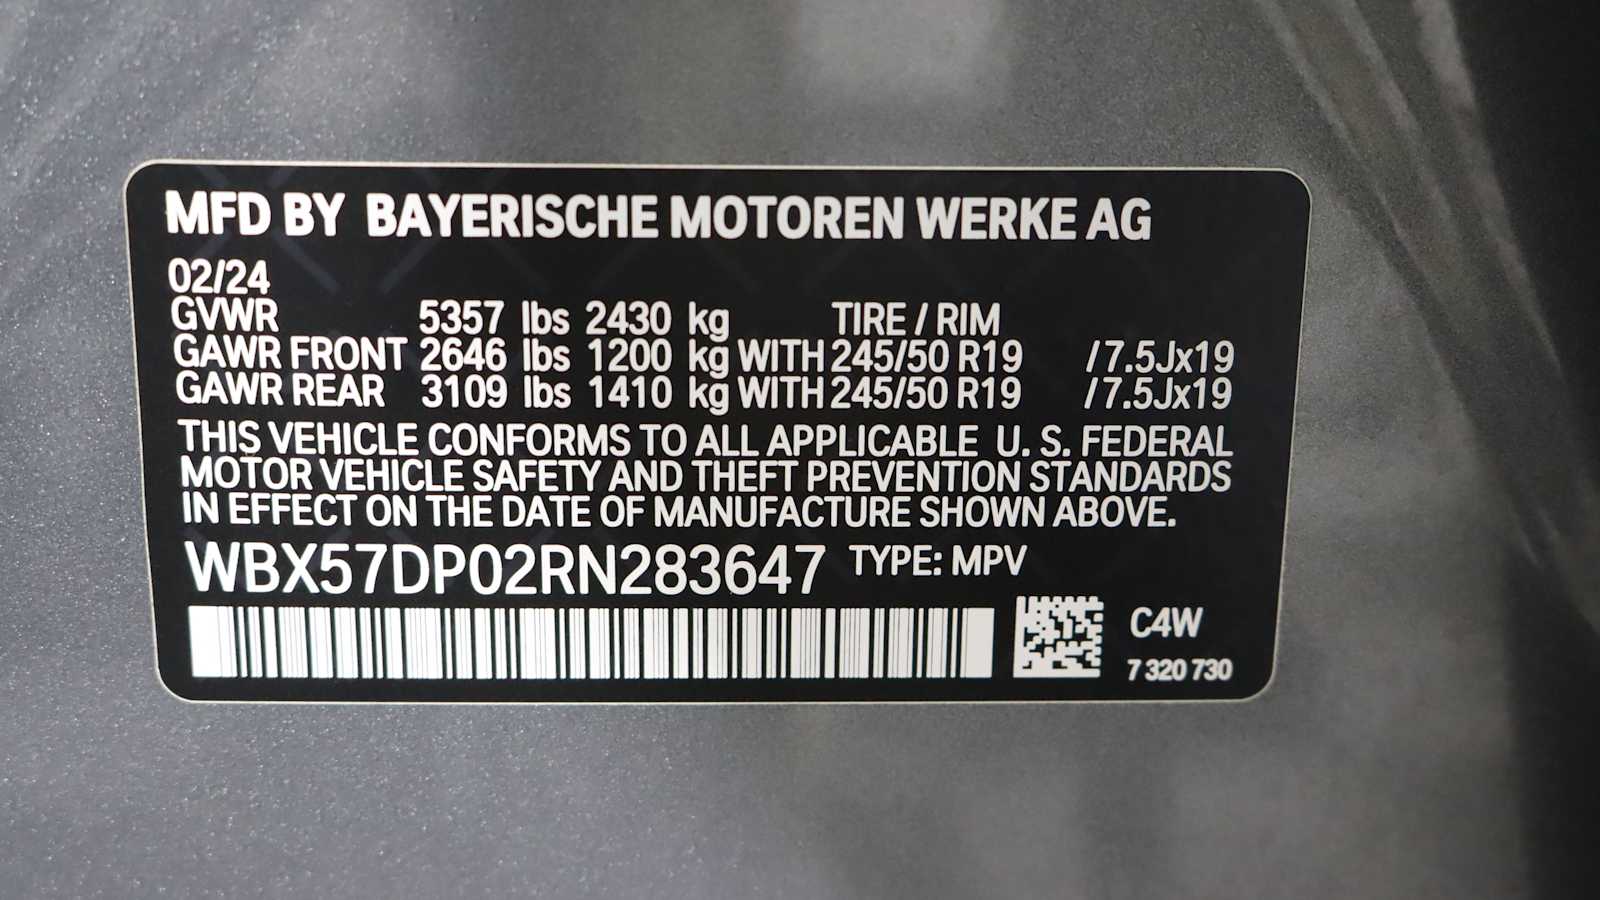 MFD BY BAYERISCHE MOTOREN WERKE AG
02/24
GVWR 5357 lbs 2430 kg TIRE / RIM
GAWR FRONT 2646 lbs 1200 kg WITH 245/50 R19 /7.5Jx19
GAWR REAR 3109 lbs 1410 kg WITH 245/50 R19 /7.5Jx19
THIS VEHICLE CONFORMS TO ALL APPLICABLE U. S. FEDERAL
MOTOR VEHICLE SAFETY AND THEFT PREVENTION STANDARDS
IN EFFECT ON THE DATE OF MANUFACTURE SHOWN ABOVE.
WBX57DP02RN283647 TYPE: MPV
C4W
7 320 730